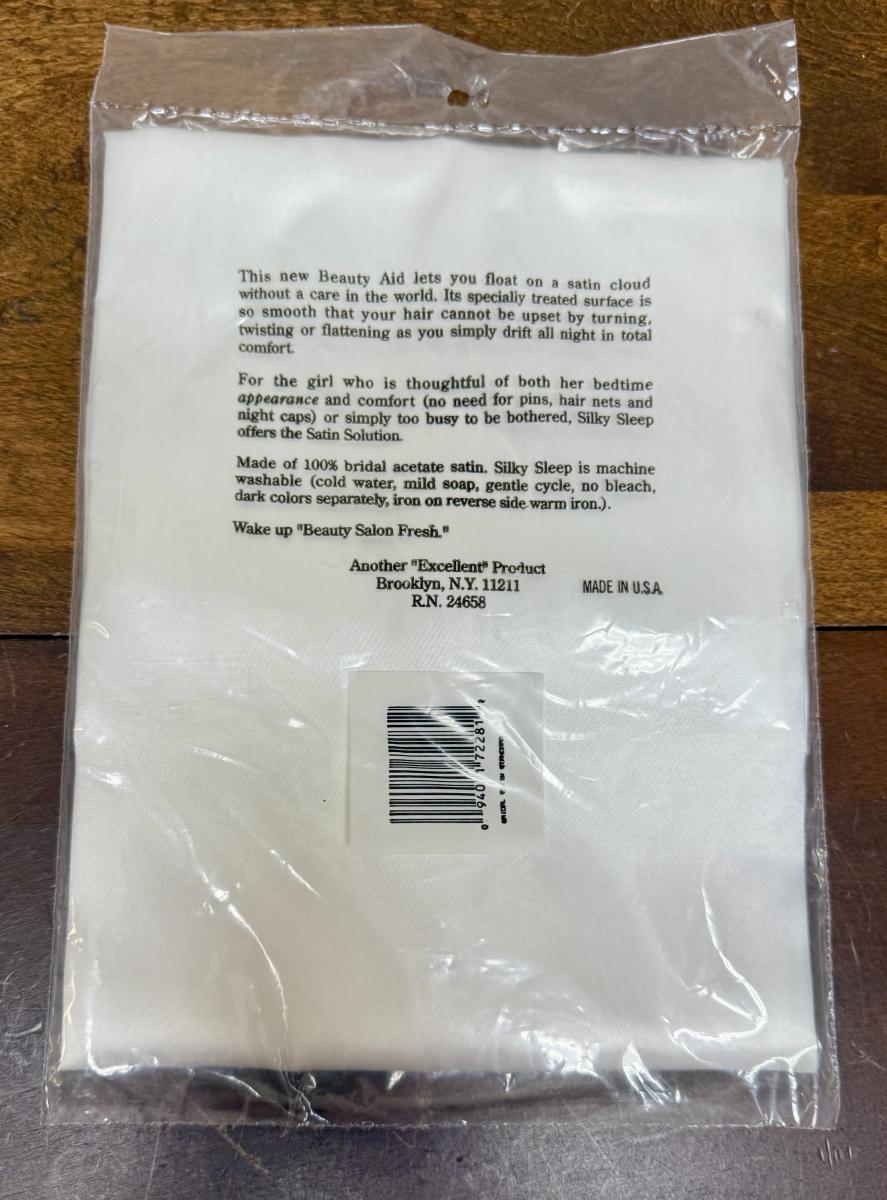 This new Beauty Aid lets you float on a satin cloud
without a care in the world. Its specially treated surface is
so smooth that your hair cannot be upset by turning,
twisting or flattening as you simply drift all night in total
comfort.
For the girl who is thoughtful of both her bedtime
appearance and comfort (no need for pins, hair nets and
night caps) or simply too busy to be bothered, Silky Sleep
offers the Satin Solution.
Made of 100% bridal acetate satin. Silky Sleep is machine
washable (cold water, mild soap, gentle cycle, no bleach,
dark colors separately, iron on reverse side warm iron.).
Wake up "Beauty Salon Fresh."
Another "Excellent" Product
Brooklyn, N.Y. 11211
MADE IN U.S.A.
R.N. 24658